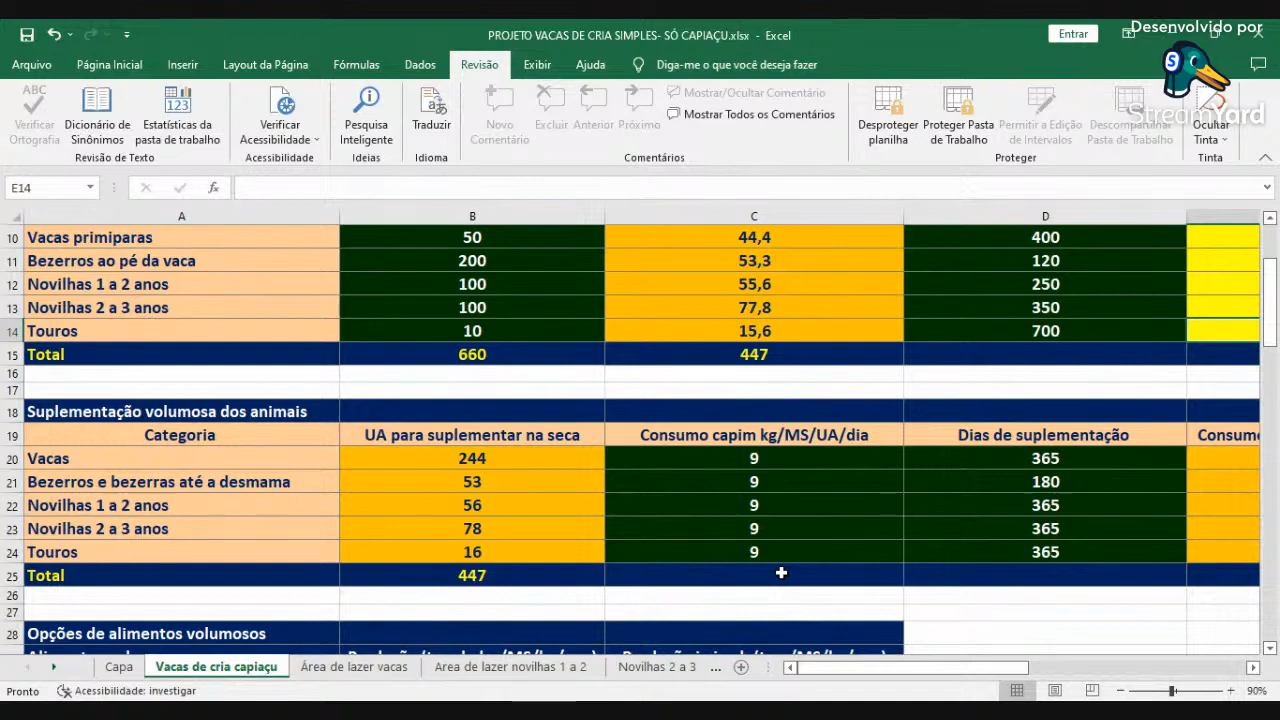 Desenvolvido por
StreamYard
PROJETO VACAS DE CRIA SIMPLES- SÓ CAPIAÇU.xlsx - Excel
Entrar
Arquivo Página Inicial Inserir Layout da Página Fórmulas Dados Revisão Exibir Ajuda Diga-me o que você deseja fazer
Verificar Ortografia
Dicionário de Sinônimos
Estatísticas da pasta de trabalho
Revisão de Texto
Verificar Acessibilidade
Acessibilidade
Pesquisa Inteligente
Ideias
Traduzir
Idioma
Novo Comentário
Excluir
Anterior
Próximo
Mostrar/Ocultar Comentário
Mostrar Todos os Comentários
Comentários
Desproteger planilha
Proteger Pasta de Trabalho
Permitir a Edição de Intervalos
Descompartilhar Pasta de Trabalho
Proteger
Ocultar Tinta
Tinta
E14
fx
A B C D
10 Vacas primiparas 50 44,4 400
11 Bezerros ao pé da vaca 200 53,3 120
12 Novilhas 1 a 2 anos 100 55,6 250
13 Novilhas 2 a 3 anos 100 77,8 350
14 Touros 10 15,6 700
15 Total 660 447
16
17
18 Suplementação volumosa dos animais
19 Categoria UA para suplementar na seca Consumo capim kg/MS/UA/dia Dias de suplementação Consumo
20 Vacas 244 9 365
21 Bezerros e bezerras até a desmama 53 9 180
22 Novilhas 1 a 2 anos 56 9 365
23 Novilhas 2 a 3 anos 78 9 365
24 Touros 16 9 365
25 Total 447
26
27
28 Opções de alimentos volumosos
Capa Vacas de cria capiaçu Área de lazer vacas Area de lazer novilhas 1 a 2 Novilhas 2 a 3 ...
Pronto Acessibilidade: investigar 90%